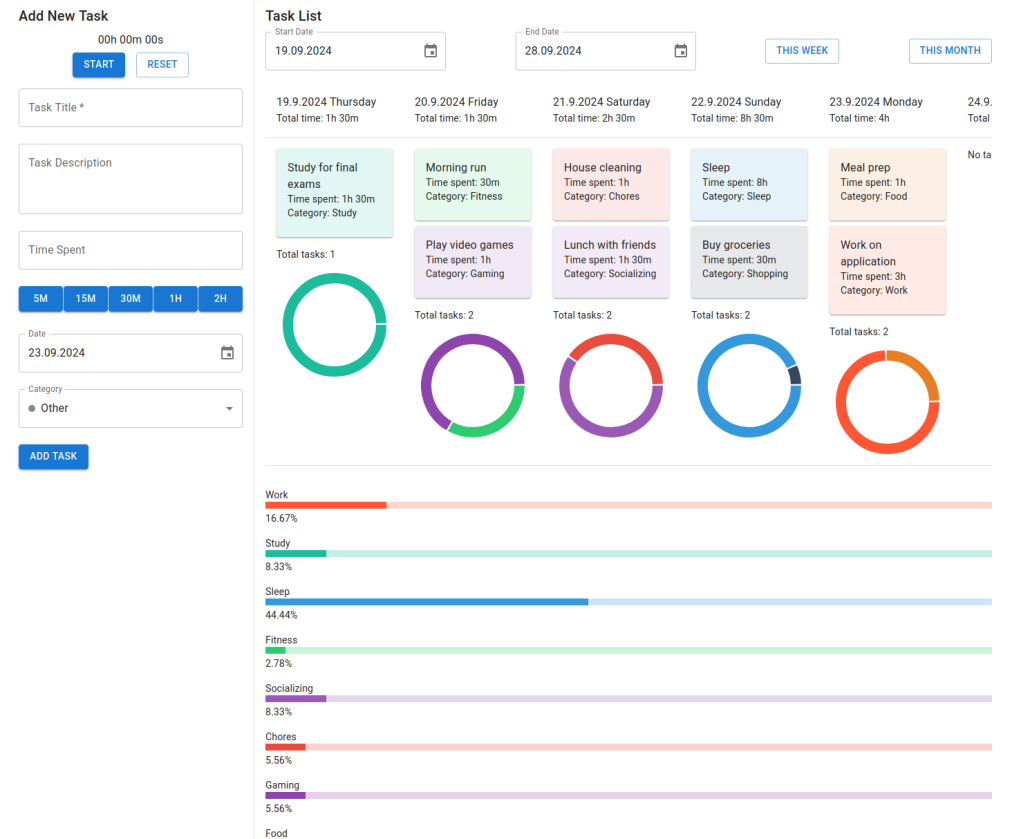 Add New Task
00h 00m 00s
START
RESET
Task Title *
Task Description
Time Spent
5M
15M
30M
1H
2H
Date
23.09.2024
Category
Other
ADD TASK
Task List
Start Date
19.09.2024
End Date
28.09.2024
THIS WEEK
THIS MONTH
19.9.2024 Thursday
Total time: 1h 30m
Study for final
exams
Time spent: 1h 30m
Category: Study
Total tasks: 1
20.9.2024 Friday
Total time: 1h 30m
Morning run
Time spent: 30m
Category: Fitness
Play video games
Time spent: 1h
Category: Gaming
Total tasks: 2
21.9.2024 Saturday
Total time: 2h 30m
House cleaning
Time spent: 1h
Category: Chores
Lunch with friends
Time spent: 1h 30m
Category: Socializing
Total tasks: 2
22.9.2024 Sunday
Total time: 8h 30m
Sleep
Time spent: 8h
Category: Sleep
Buy groceries
Time spent: 30m
Category: Shopping
Total tasks: 2
23.9.2024 Monday
Total time: 4h
Meal prep
Time spent: 1h
Category: Food
Work on
application
Time spent: 3h
Category: Work
Total tasks: 2
24.9.
Total
No ta
Work
16.67%
Study
8.33%
Sleep
44.44%
Fitness
2.78%
Socializing
8.33%
Chores
5.56%
Gaming
5.56%
Food